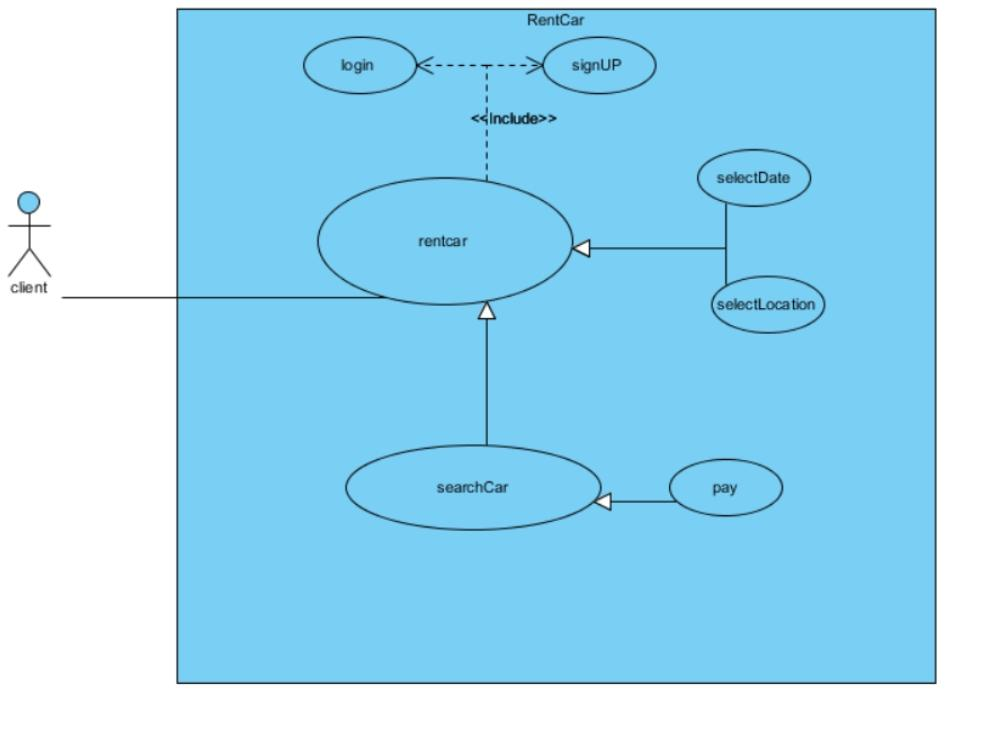 RentCar
login
signUP
<<Include>>
selectDate
rentcar
client
selectLocation
searchCar
pay